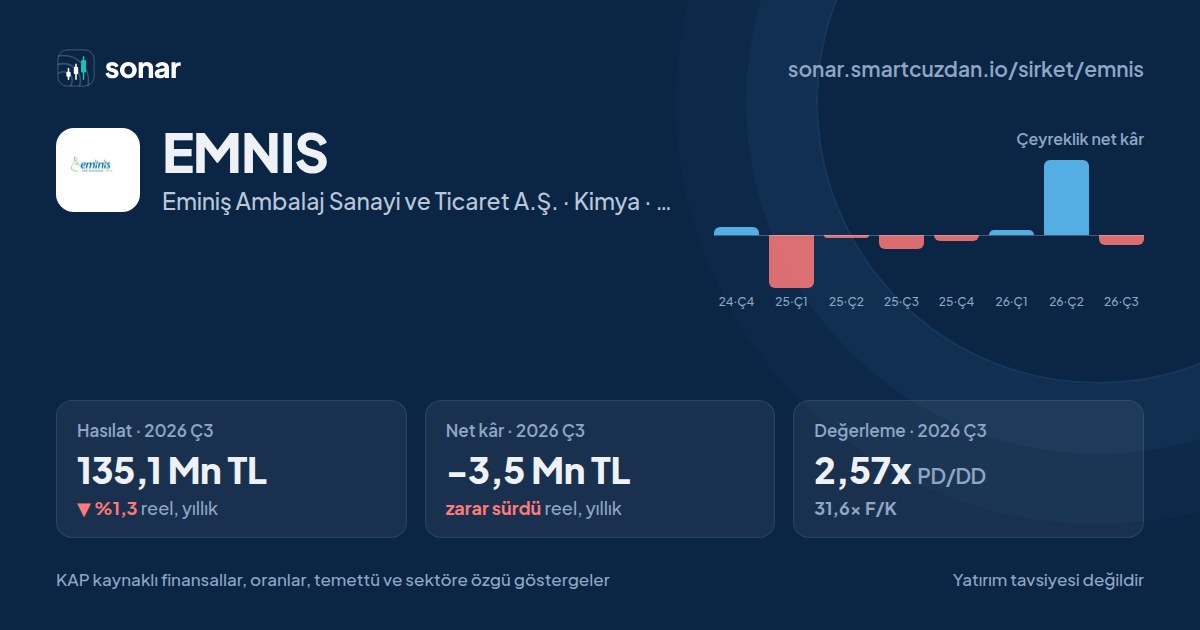 sonar
sonar.smartcuzdan.io/sirket/emnis
eminis
EMNIS
Eminiş Ambalaj Sanayi ve Ticaret A.Ş. · Kimya · ...
Çeyreklik net kâr
24·Ç4 25·Ç1 25·Ç2 25·Ç3 25·Ç4 26·Ç1 26·Ç2 26·Ç3
Hasılat · 2026 Ç3
135,1 Mn TL
▼ %1,3 reel, yıllık
Net kâr · 2026 Ç3
−3,5 Mn TL
zarar sürdü reel, yıllık
Değerleme · 2026 Ç3
2,57x PD/DD
31,6× F/K
KAP kaynaklı finansallar, oranlar, temettü ve sektöre özgü göstergeler
Yatırım tavsiyesi değildir